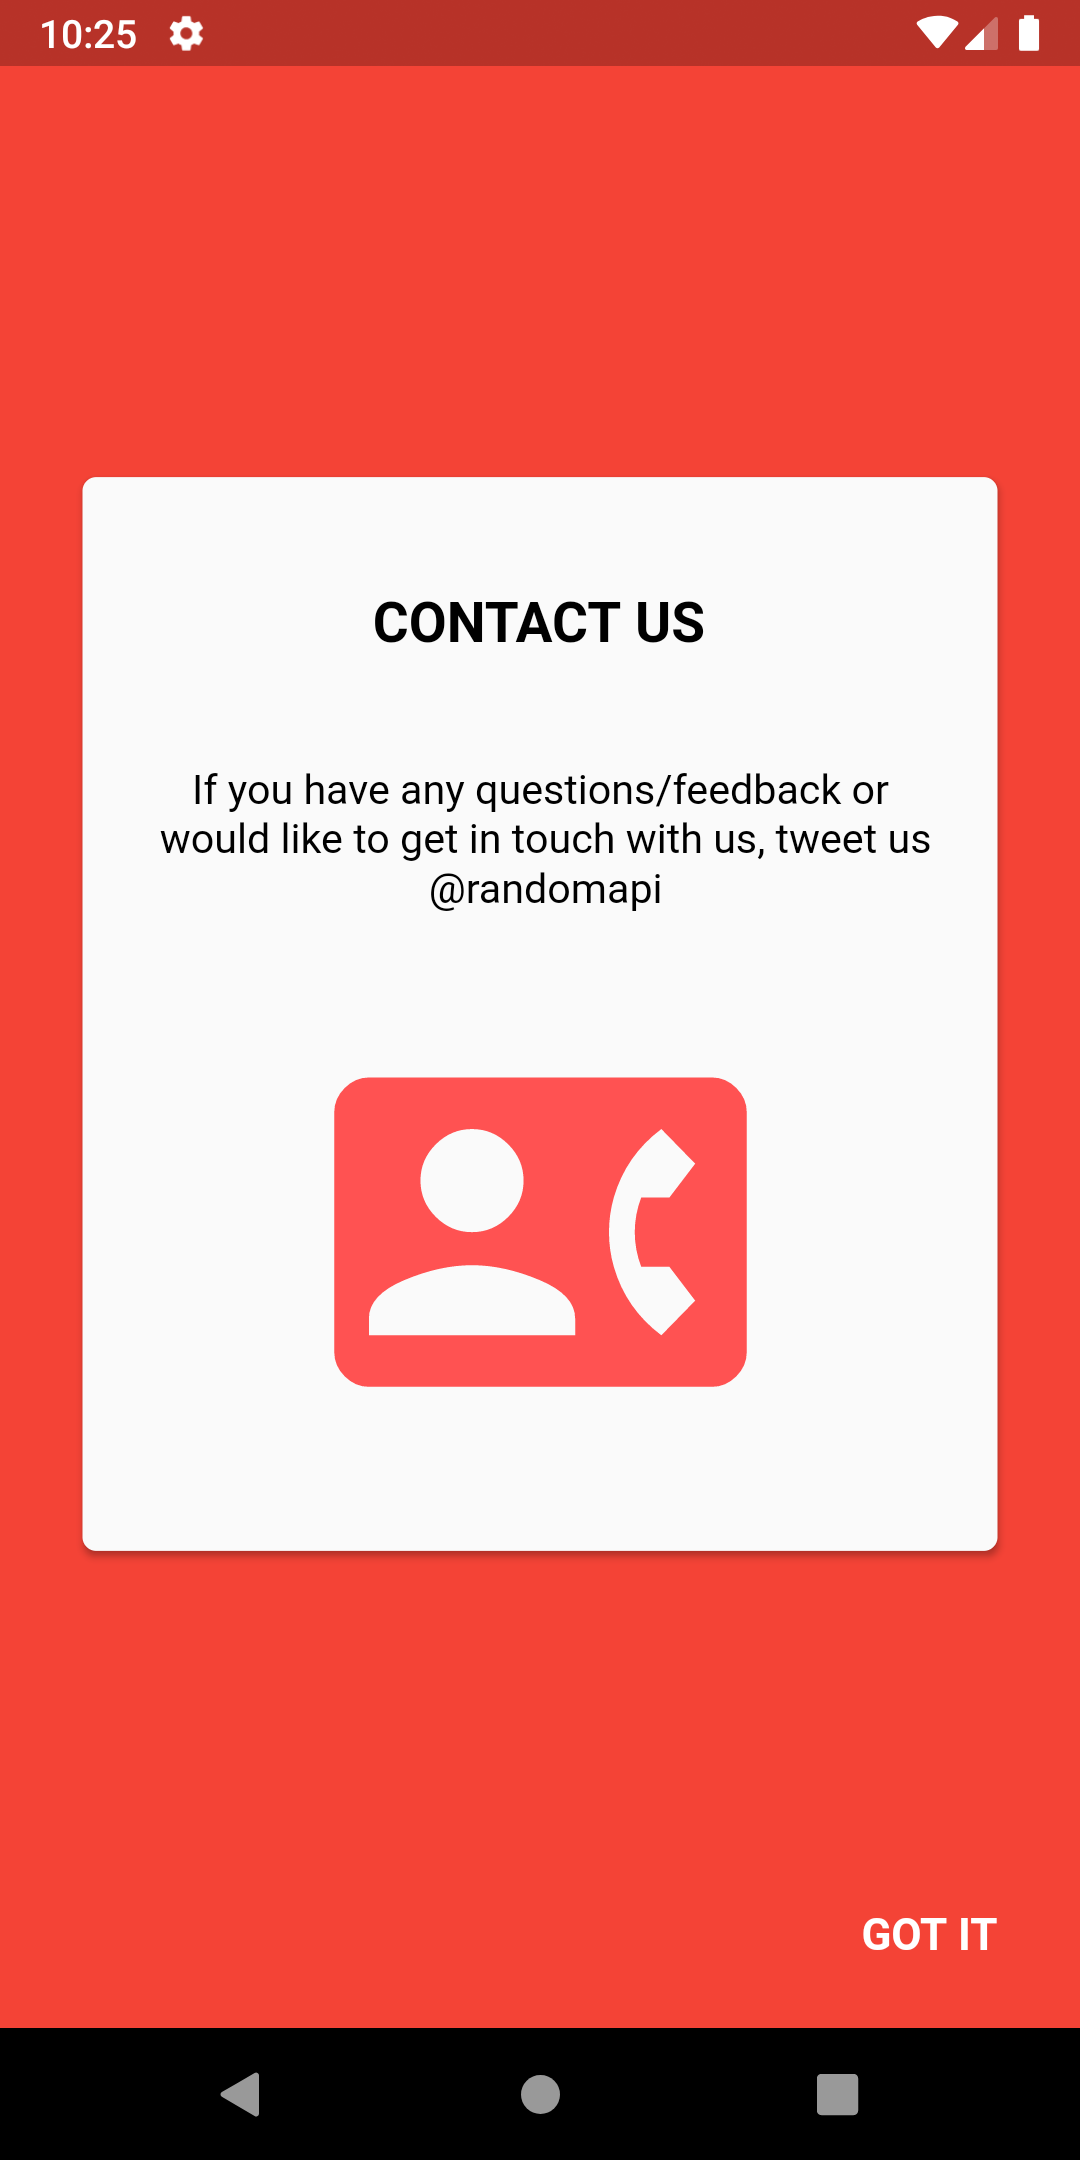 10:25
CONTACT US
If you have any questions/feedback or
would like to get in touch with us, tweet us
@randomapi
GOT IT